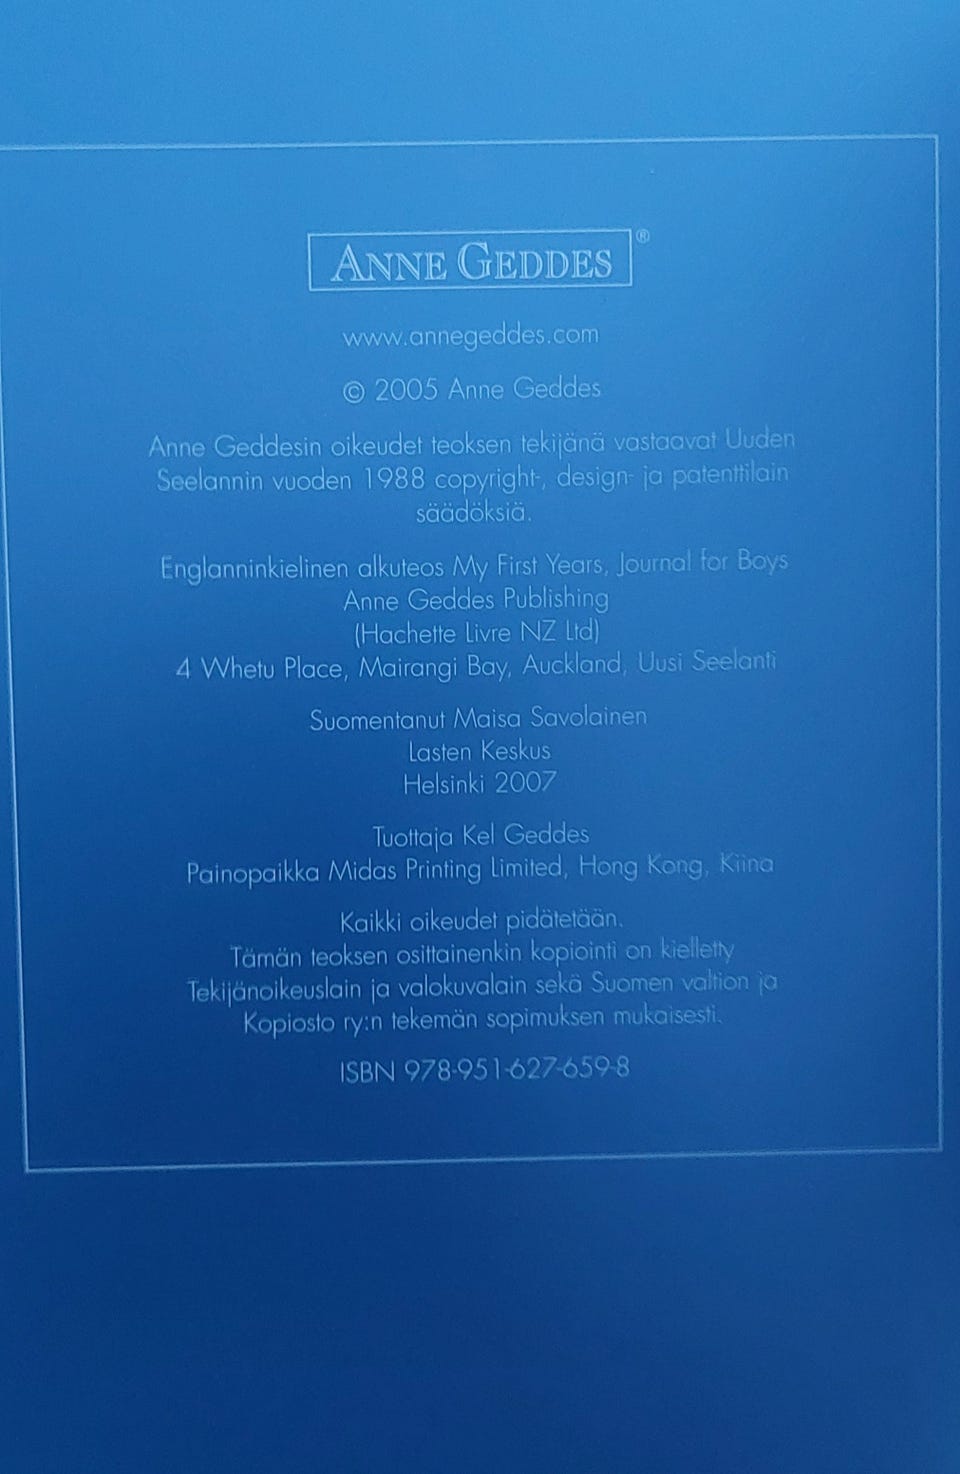 ANNE GEDDES®
www.annegeddes.com
© 2005 Anne Geddes
Anne Geddesin oikeudet teoksen tekijänä vastaavat Uuden
Seelannin vuoden 1988 copyright-, design- ja patenttilain
säädöksiä.
Englanninkielinen alkuteos My First Years, Journal for Boys
Anne Geddes Publishing
(Hachette Livre NZ Ltd)
4 Whetu Place, Mairangi Bay, Auckland, Uusi Seelanti
Suomentanut Maisa Savolainen
Lasten Keskus
Helsinki 2007
Tuottaja Kel Geddes
Painopaikka Midas Printing Limited, Hong Kong, Kiina
Kaikki oikeudet pidätetään.
Tämän teoksen osittainenkin kopiointi on kielletty
Tekijänoikeuslain ja valokuvalain sekä Suomen valtion ja
Kopiosto ry:n tekemän sopimuksen mukaisesti.
ISBN 978-951-627-659-8